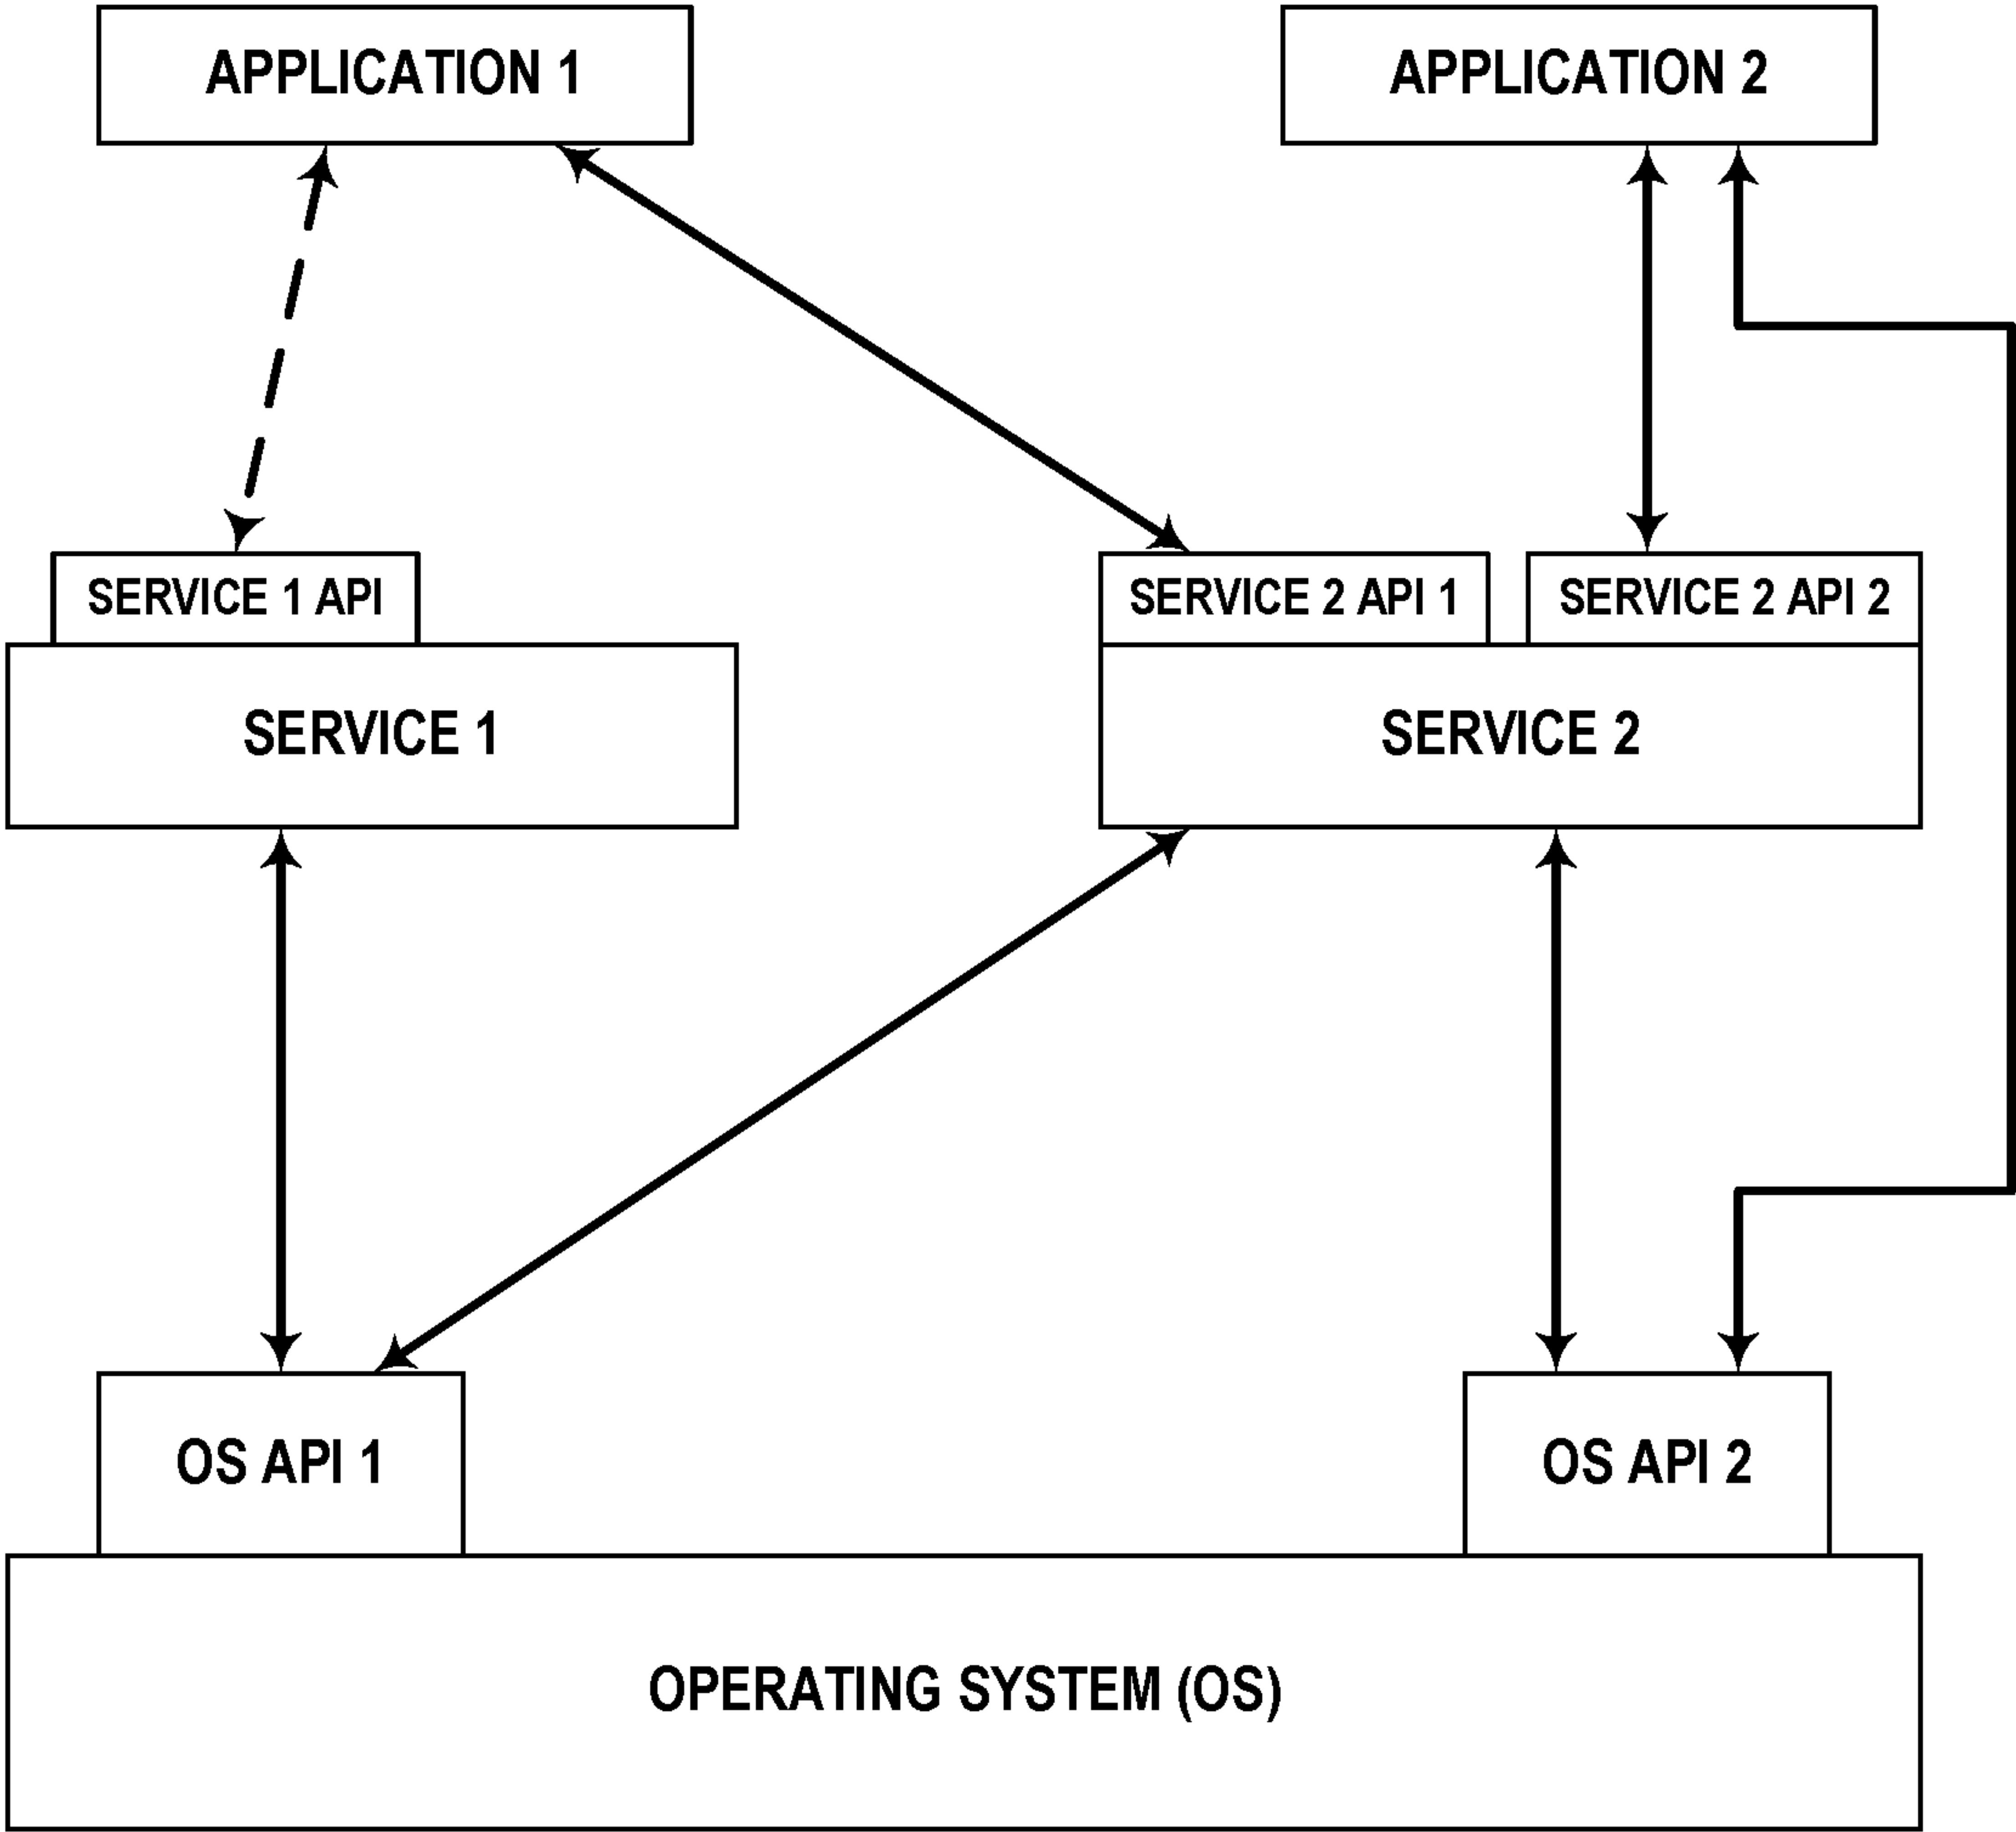 APPLICATION 1
APPLICATION 2
SERVICE 1 API
SERVICE 2 API 1
SERVICE 2 API 2
SERVICE 1
SERVICE 2
OS API 1
OS API 2
OPERATING SYSTEM (OS)